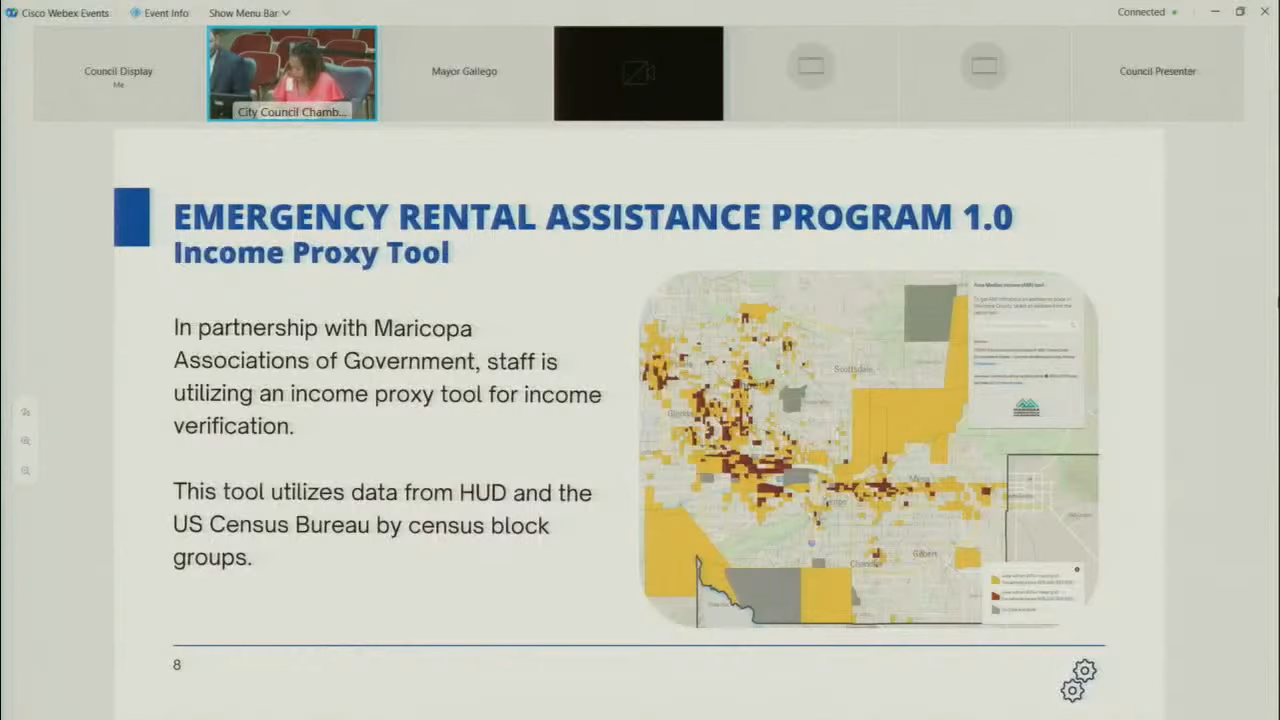 Cisco Webex Events
Event Info
Show Menu Bar
Connected
Council Display
Me
City Council Chamb...
Mayor Gallego
Council Presenter
EMERGENCY RENTAL ASSISTANCE PROGRAM 1.0
Income Proxy Tool
In partnership with Maricopa
Associations of Government, staff is
utilizing an income proxy tool for income
verification.
This tool utilizes data from HUD and the
US Census Bureau by census block
groups.
Scottsdale
Mesa
Gilbert
8